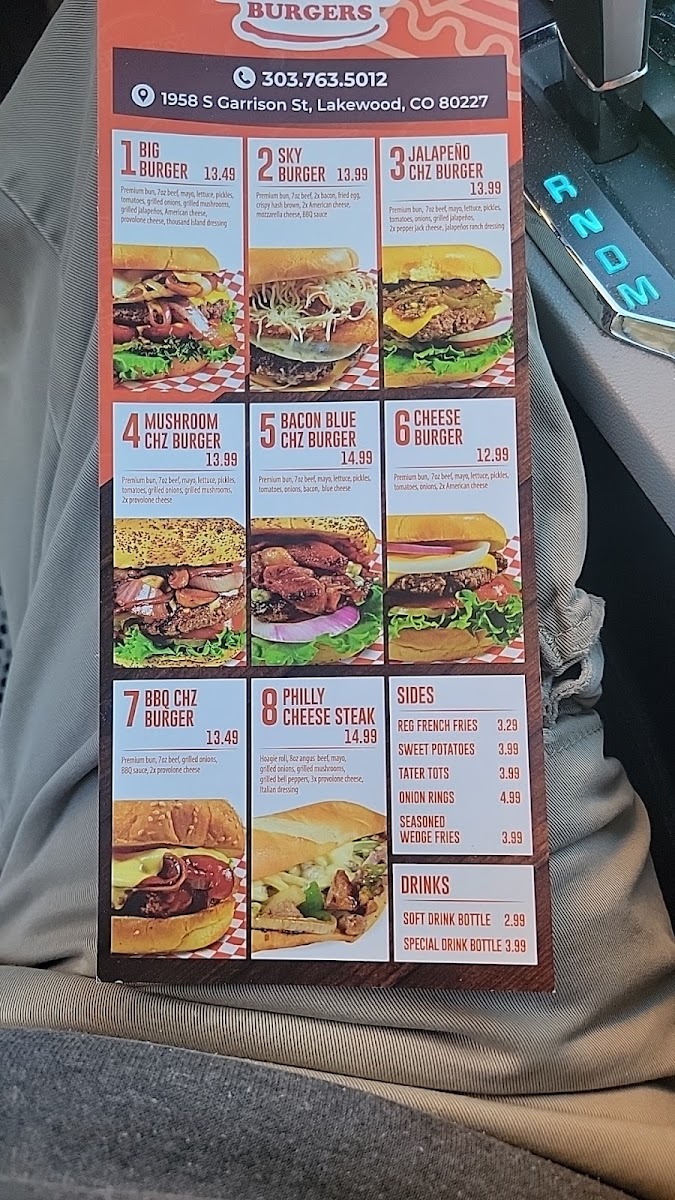 BURGERS
303.763.5012
1958 S Garrison St, Lakewood, CO 80227
1 BIG
BURGER 13.49
Premium bun, 7oz beef, mayo, lettuce, pickles,
tomatoes, grilled onions, grilled mushrooms,
grilled jalapeños, American cheese,
provolone cheese, thousand island dressing
2 SKY
BURGER 13.99
Premium bun, 7oz beef, 2x bacon, fried egg,
crispy hash brown, 2x American cheese,
mozzarella cheese, BBQ sauce
3 JALAPEÑO
CHZ BURGER
13.99
Premium bun, 7oz beef, mayo, lettuce, pickles,
tomatoes, onions, grilled jalapeños,
2x pepper jack cheese, jalapeños ranch dressing
4 MUSHROOM
CHZ BURGER
13.99
Premium bun, 7oz beef, mayo, lettuce, pickles,
tomatoes, grilled onions, grilled mushrooms,
2x provolone cheese
5 BACON BLUE
CHZ BURGER
14.99
Premium bun, 7oz beef, mayo, lettuce, pickles,
tomatoes, onions, bacon, blue cheese
6 CHEESE
BURGER
12.99
Premium bun, 7oz beef, mayo, lettuce, pickles,
tomatoes, onions, 2x American cheese
7 BBQ CHZ
BURGER
13.49
Premium bun, 7oz beef, grilled onions,
BBQ sauce, 2x provolone cheese
8 PHILLY
CHEESE STEAK
14.99
Hoagie roll, 8oz angus beef, mayo,
grilled onions, grilled mushrooms,
grilled bell peppers, 3x provolone cheese,
Italian dressing
SIDES
REG FRENCH FRIES 3.29
SWEET POTATOES 3.99
TATER TOTS 3.99
ONION RINGS 4.99
SEASONED
WEDGE FRIES 3.99
DRINKS
SOFT DRINK BOTTLE 2.99
SPECIAL DRINK BOTTLE 3.99
R
N
D
M